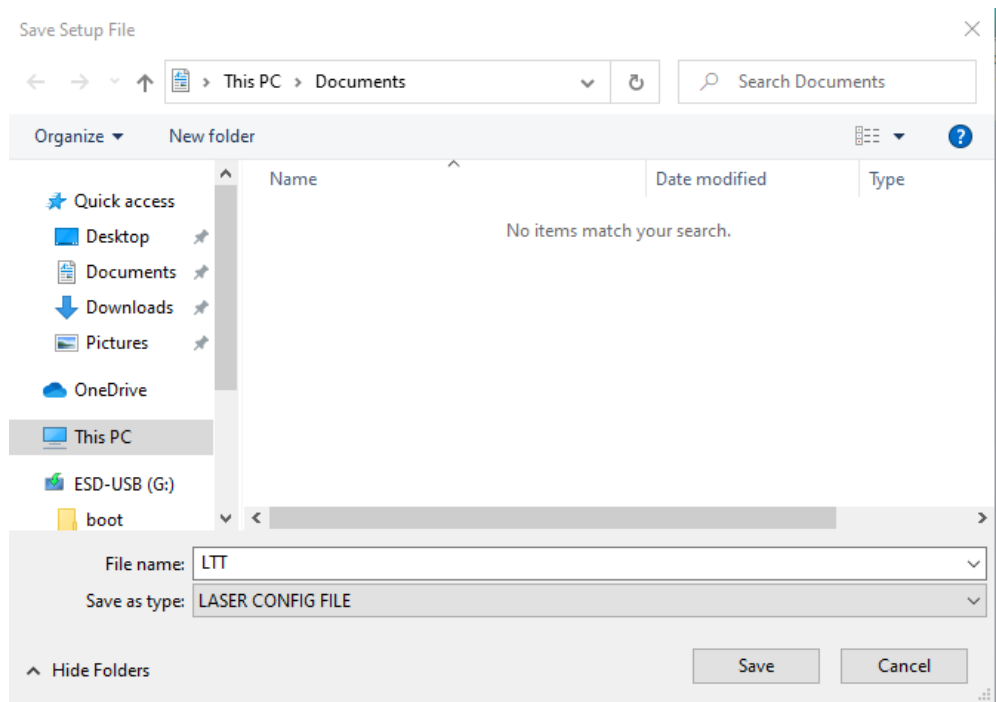 Save Setup File
This PC > Documents
Search Documents
Organize
New folder
?
Name
Date modified
Type
No items match your search.
Quick access
Desktop
Documents
Downloads
Pictures
OneDrive
This PC
ESD-USB (G:)
boot
File name: LTT
Save as type: LASER CONFIG FILE
Hide Folders
Save
Cancel